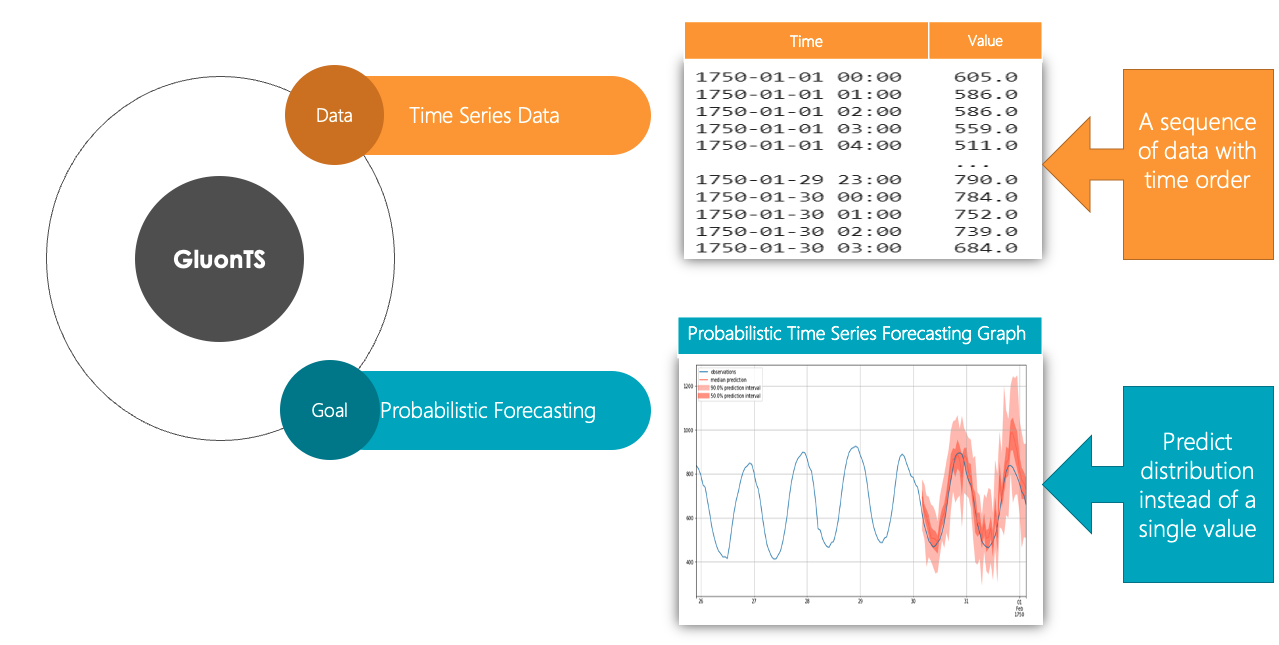 GluonTS
Data
Time Series Data
Goal
Probabilistic Forecasting
Time Value
1750-01-01 00:00 605.0
1750-01-01 01:00 586.0
1750-01-01 02:00 586.0
1750-01-01 03:00 559.0
1750-01-01 04:00 511.0
...
1750-01-29 23:00 790.0
1750-01-30 00:00 784.0
1750-01-30 01:00 752.0
1750-01-30 02:00 739.0
1750-01-30 03:00 684.0
A sequence
of data with
time order
Probabilistic Time Series Forecasting Graph
observations
median prediction
90.0% prediction interval
50.0% prediction interval
1200
1000
800
600
400
26 27 28 29 30 31 01
Feb
1750
Predict
distribution
instead of a
single value